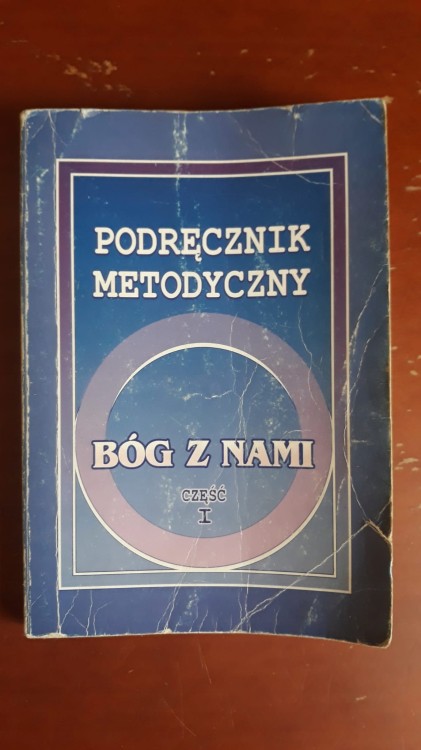 PODRĘCZNIK
METODYCZNY
BÓG Z NAMI
CZĘŚĆ
I